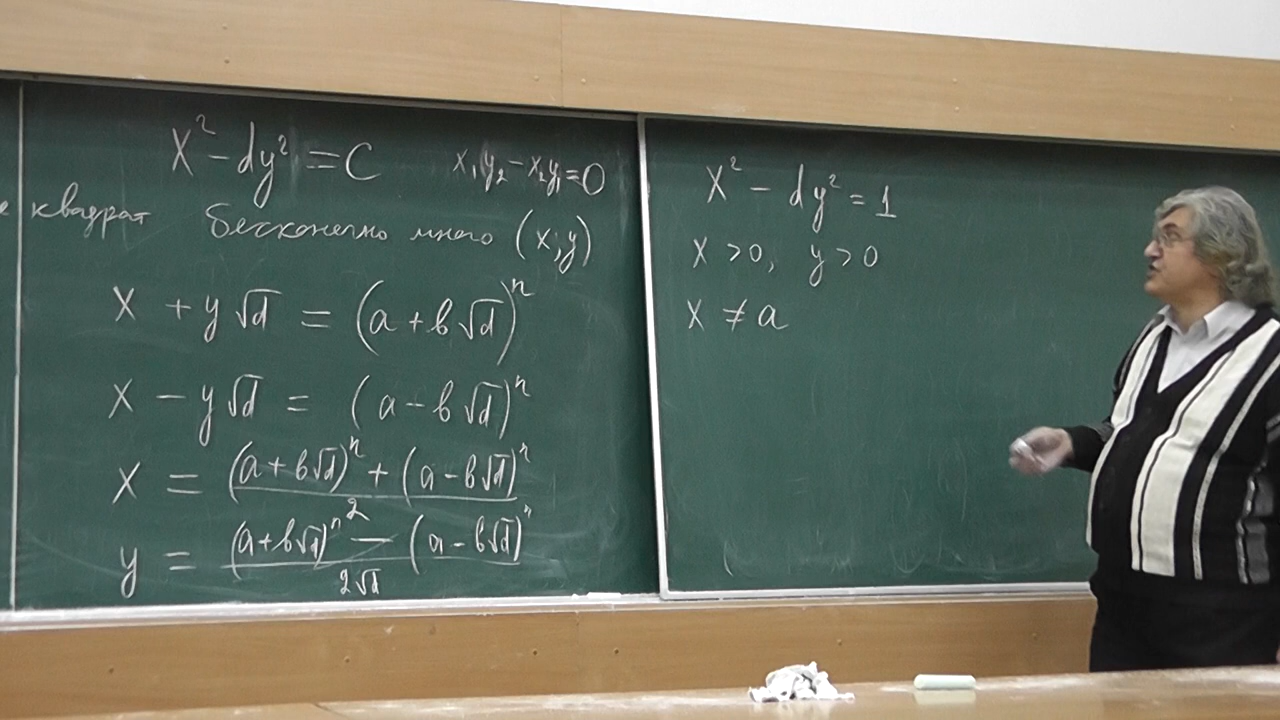 x² - dy² = C
x₁y₂ - x₂y₁ = 0
е квадрат бесконечно много (x; y)
x + y√d = (a + b√d)ⁿ
x - y√d = (a - b√d)ⁿ
x = ((a + b√d)ⁿ + (a - b√d)ⁿ) / 2
y = ((a + b√d)ⁿ - (a - b√d)ⁿ) / 2√d
x² - dy² = 1
x > 0, y > 0
x ≠ a